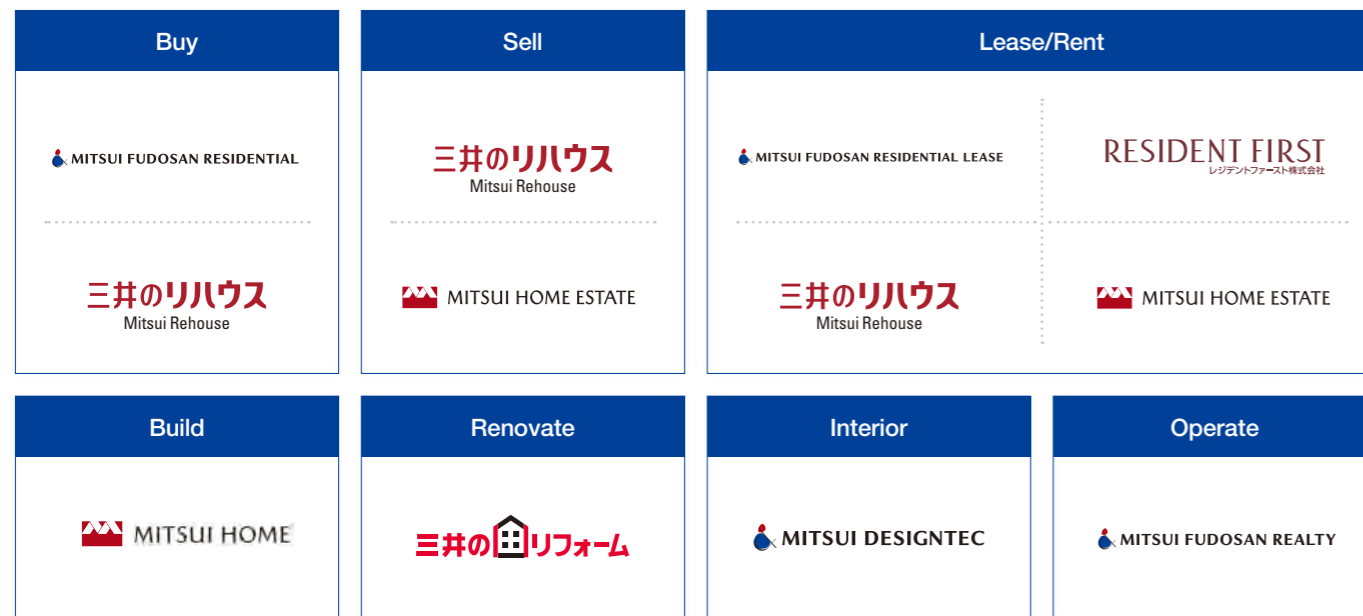 Buy
MITSUI FUDOSAN RESIDENTIAL
三井のリハウス
Mitsui Rehouse
Sell
三井のリハウス
Mitsui Rehouse
MITSUI HOME ESTATE
Lease/Rent
MITSUI FUDOSAN RESIDENTIAL LEASE
RESIDENT FIRST
レジデントファースト株式会社
三井のリハウス
Mitsui Rehouse
MITSUI HOME ESTATE
Build
MITSUI HOME
Renovate
三井のリフォーム
Interior
MITSUI DESIGNTEC
Operate
MITSUI FUDOSAN REALTY